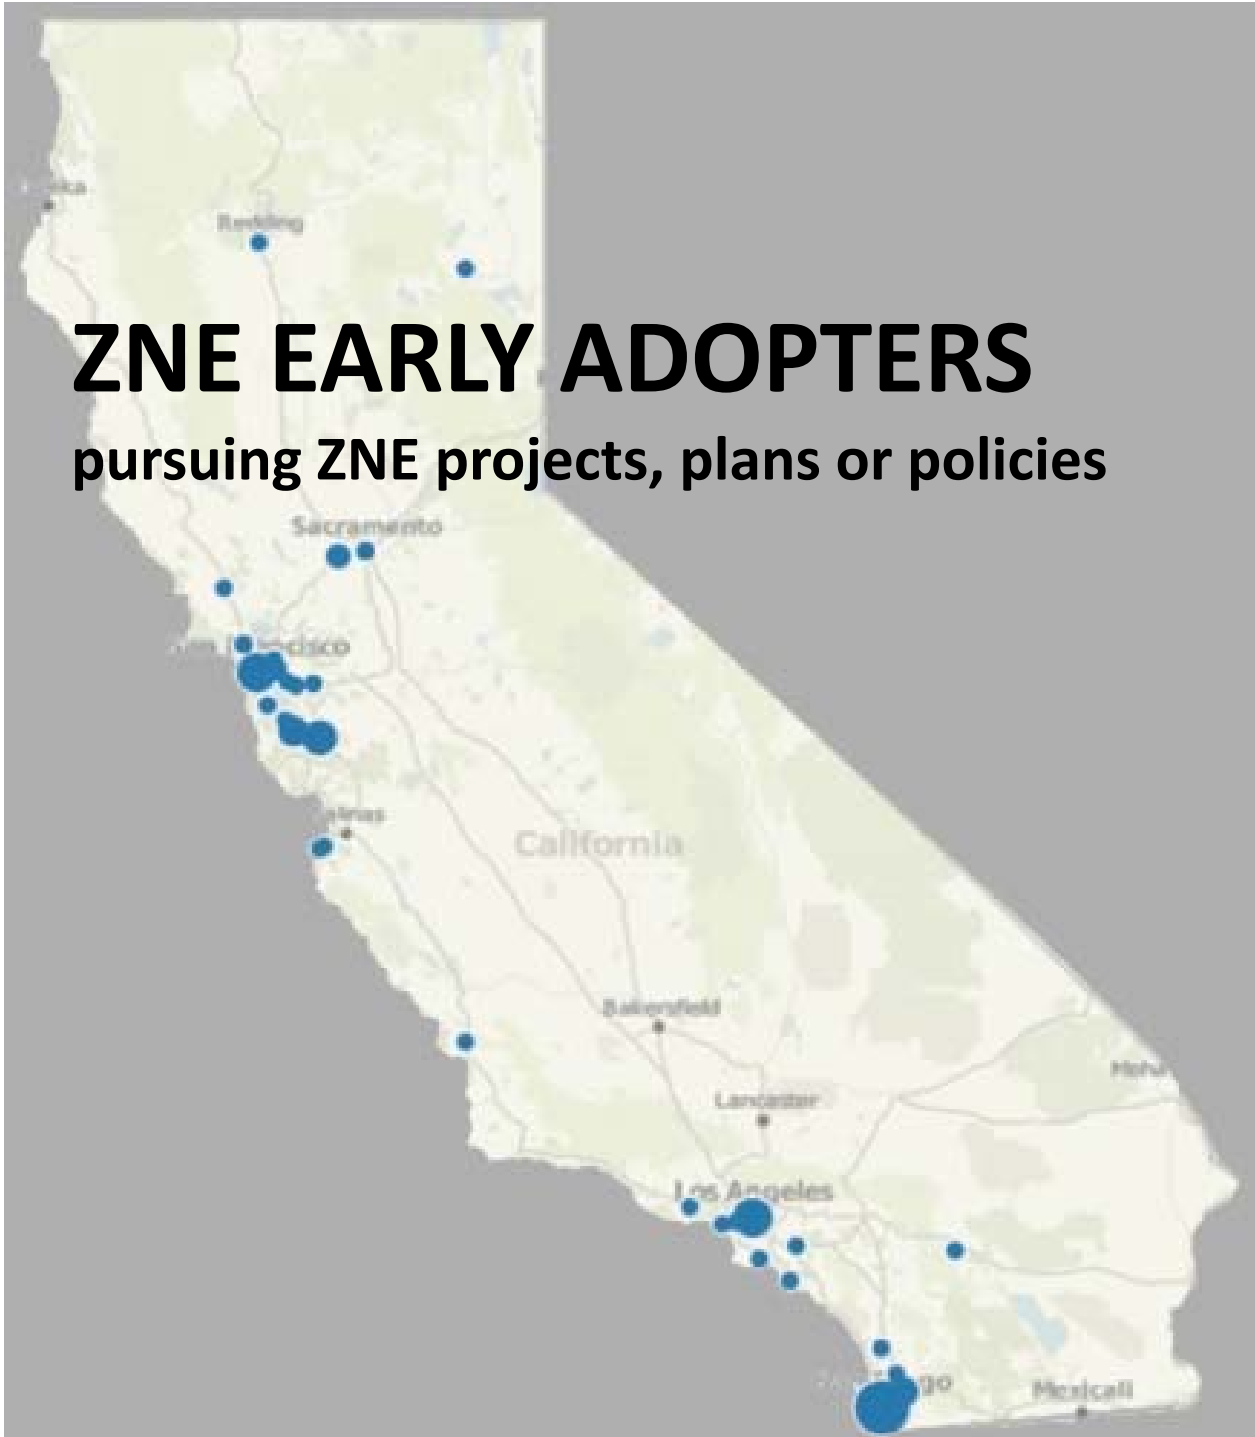 Redding
ZNE EARLY ADOPTERS
pursuing ZNE projects, plans or policies
Sacramento
California
Bakersfield
Lancaster
Los Angeles
Mexicali